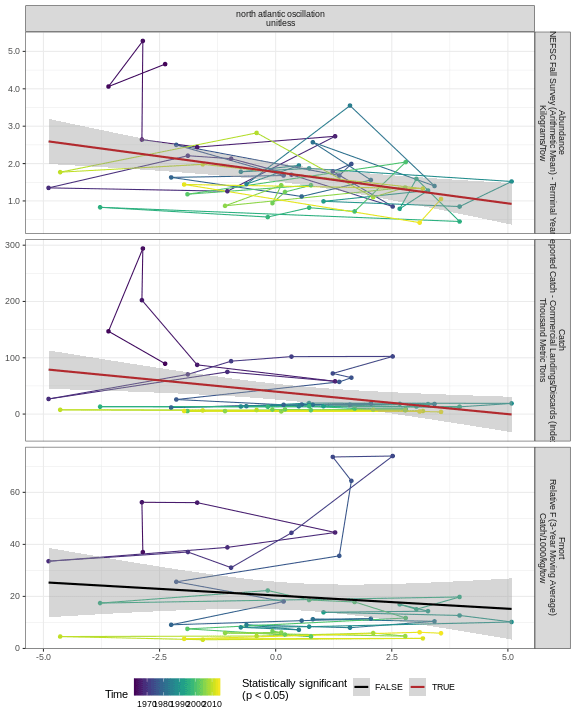 north atlantic osoillation
unitless
5.0
4.0
3.0
2.0
1.0
Abundance
NEFSC Fall Survey (Arithmetic Mean) - Terminal Year
Kilograms/tow
300
200
100
0
Catch
eported Catch - Commercial Landings/Discards (Inde
Thousand Metric Tons
60
40
20
0
Fmort
Relative F (3-Year Moving Average)
Catch/1000/kg/tow
-5.0
-2.5
0.0
2.5
5.0
Time
1970 1980 1990 2000 2010
Statistically significant
(p < 0.05)
FALSE
TRUE